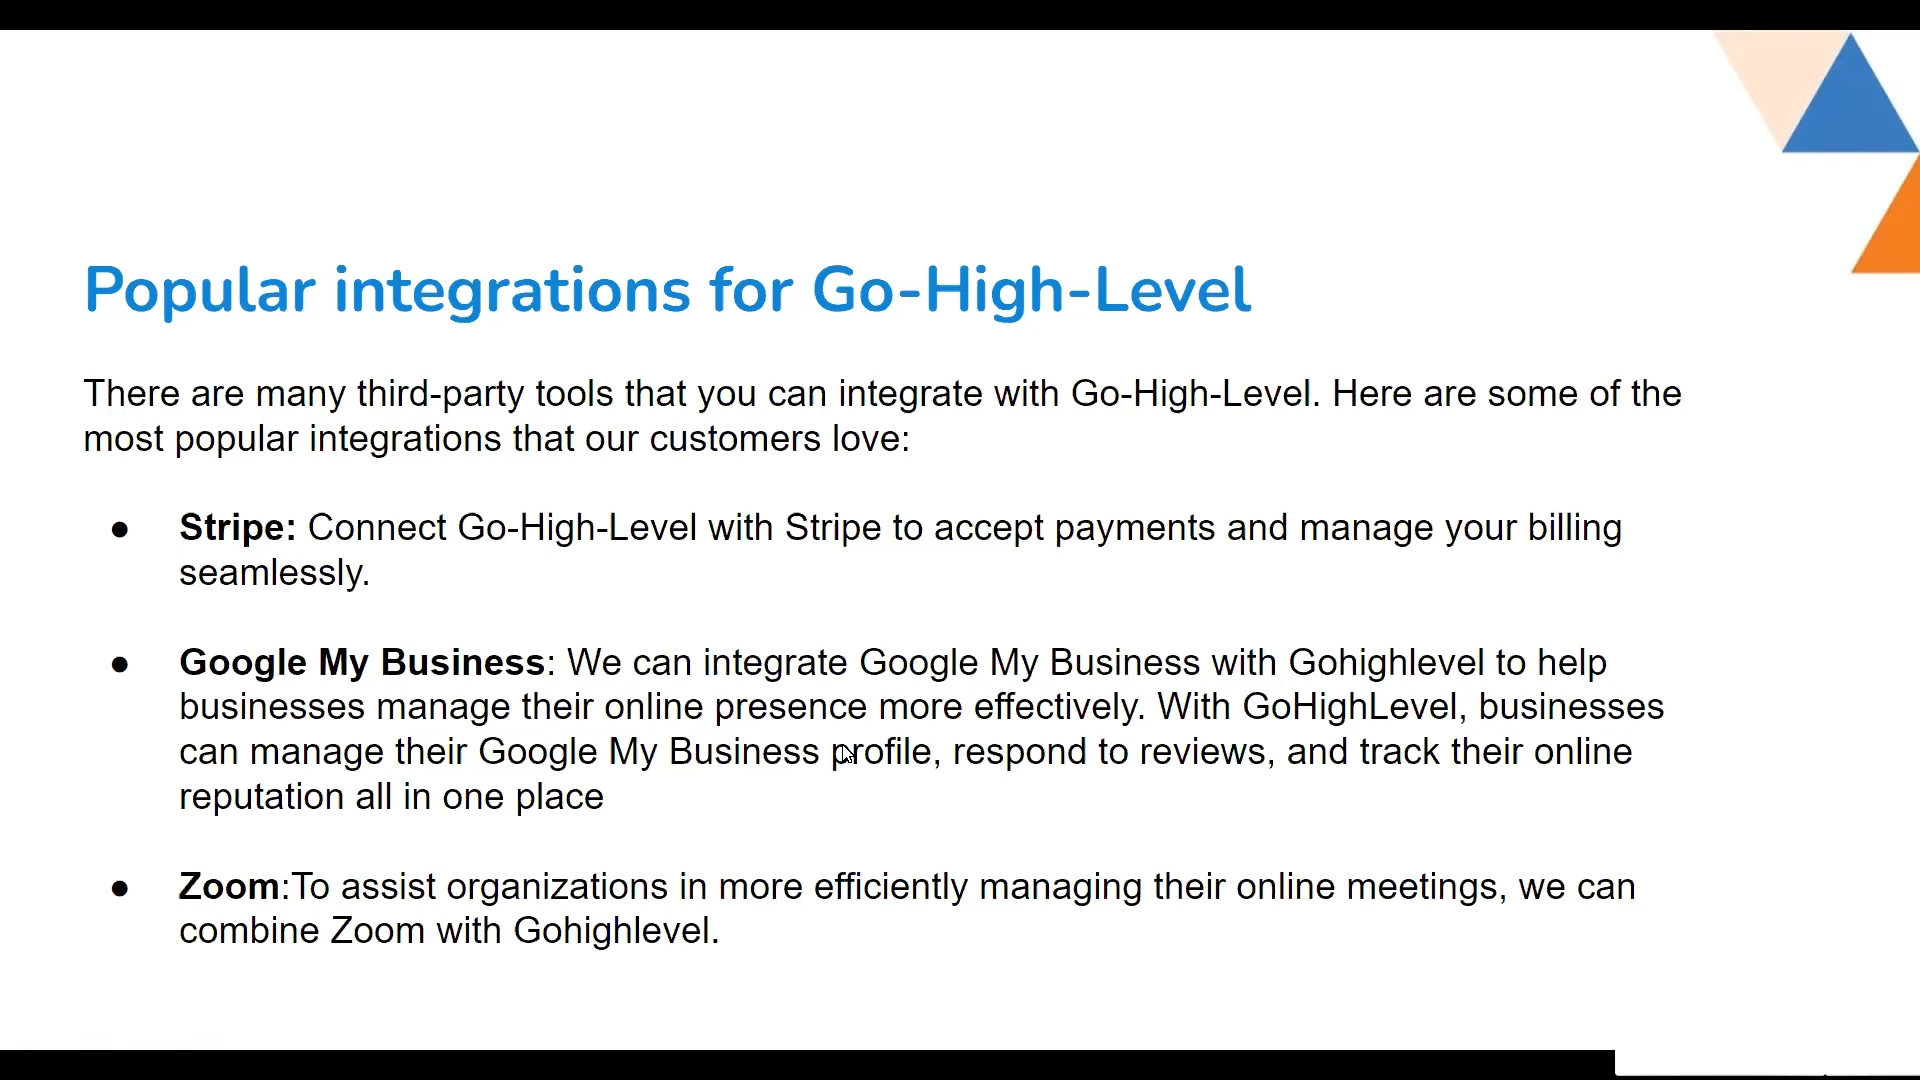 Popular integrations for Go-High-Level
There are many third-party tools that you can integrate with Go-High-Level. Here are some of the
most popular integrations that our customers love:
● Stripe: Connect Go-High-Level with Stripe to accept payments and manage your billing
seamlessly.
● Google My Business: We can integrate Google My Business with Gohighlevel to help
businesses manage their online presence more effectively. With GoHighLevel, businesses
can manage their Google My Business profile, respond to reviews, and track their online
reputation all in one place
● Zoom:To assist organizations in more efficiently managing their online meetings, we can
combine Zoom with Gohighlevel.